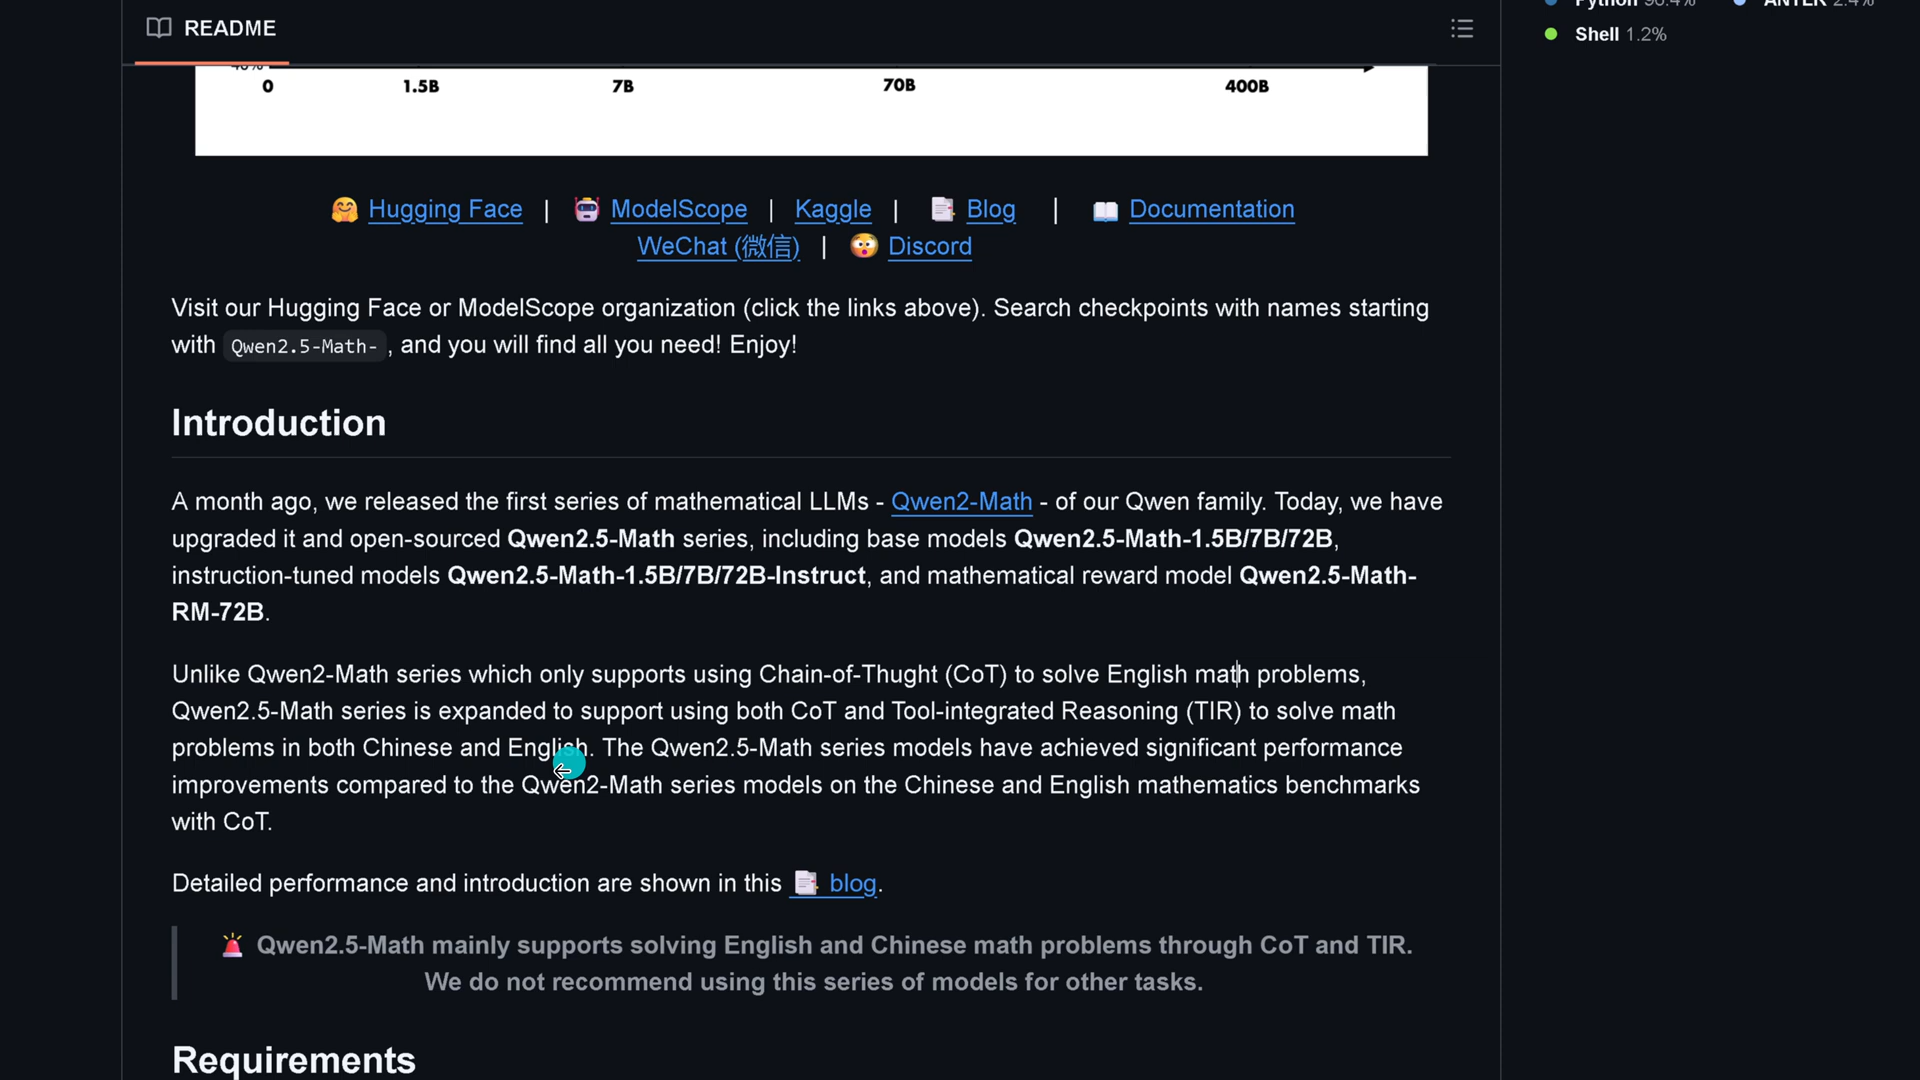 README
Python 96.4% ANTLR 2.4%
Shell 1.2%
0 1.5B 7B 70B 400B
🤗 Hugging Face | 🤖 ModelScope | Kaggle | 📑 Blog | 📖 Documentation
WeChat (微信) | 🫨 Discord
Visit our Hugging Face or ModelScope organization (click the links above). Search checkpoints with names starting
with Qwen2.5-Math- , and you will find all you need! Enjoy!
Introduction
A month ago, we released the first series of mathematical LLMs - Qwen2-Math - of our Qwen family. Today, we have
upgraded it and open-sourced Qwen2.5-Math series, including base models Qwen2.5-Math-1.5B/7B/72B,
instruction-tuned models Qwen2.5-Math-1.5B/7B/72B-Instruct, and mathematical reward model Qwen2.5-Math-
RM-72B.
Unlike Qwen2-Math series which only supports using Chain-of-Thught (CoT) to solve English math problems,
Qwen2.5-Math series is expanded to support using both CoT and Tool-integrated Reasoning (TIR) to solve math
problems in both Chinese and English. The Qwen2.5-Math series models have achieved significant performance
improvements compared to the Qwen2-Math series models on the Chinese and English mathematics benchmarks
with CoT.
Detailed performance and introduction are shown in this 📑 blog.
🚨 Qwen2.5-Math mainly supports solving English and Chinese math problems through CoT and TIR.
We do not recommend using this series of models for other tasks.
Requirements